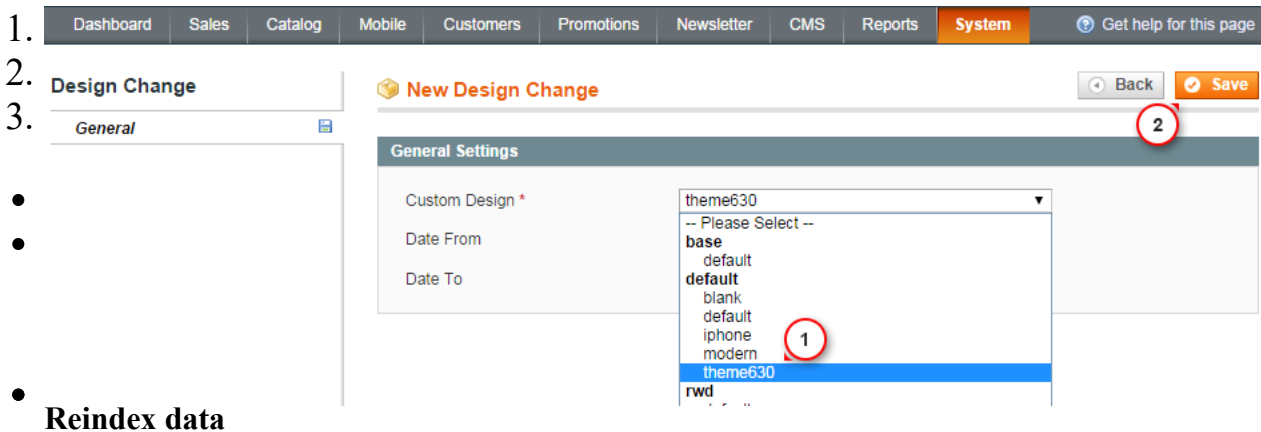 1.
2.
3.
Dashboard Sales Catalog Mobile Customers Promotions Newsletter CMS Reports System Get help for this page
Design Change
General
New Design Change
Back Save
2
General Settings
Custom Design * theme630
-- Please Select --
base
default
default
blank
default
iphone
modern
theme630
rwd
1
Date From
Date To
Reindex data